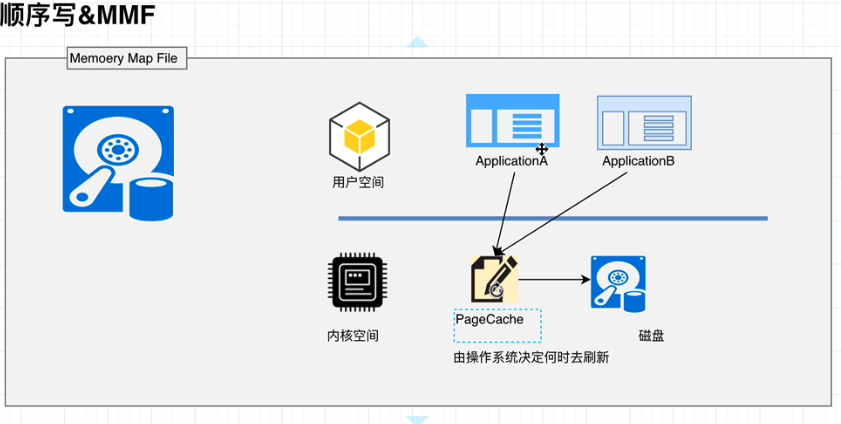 顺序写&MMF
Memoery Map File
ApplicationA
ApplicationB
用户空间
PageCache
内核空间
磁盘
由操作系统决定何时去刷新